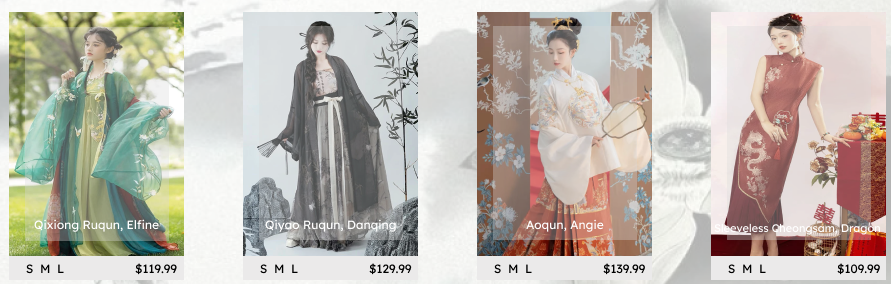 Qixiong Ruqun, Elfine
S M L $119.99
Qiyao Ruqun, Danqing
S M L $129.99
Aoqun, Angie
S M L $139.99
Sleeveless Cheongsam, Dragon
S M L $109.99